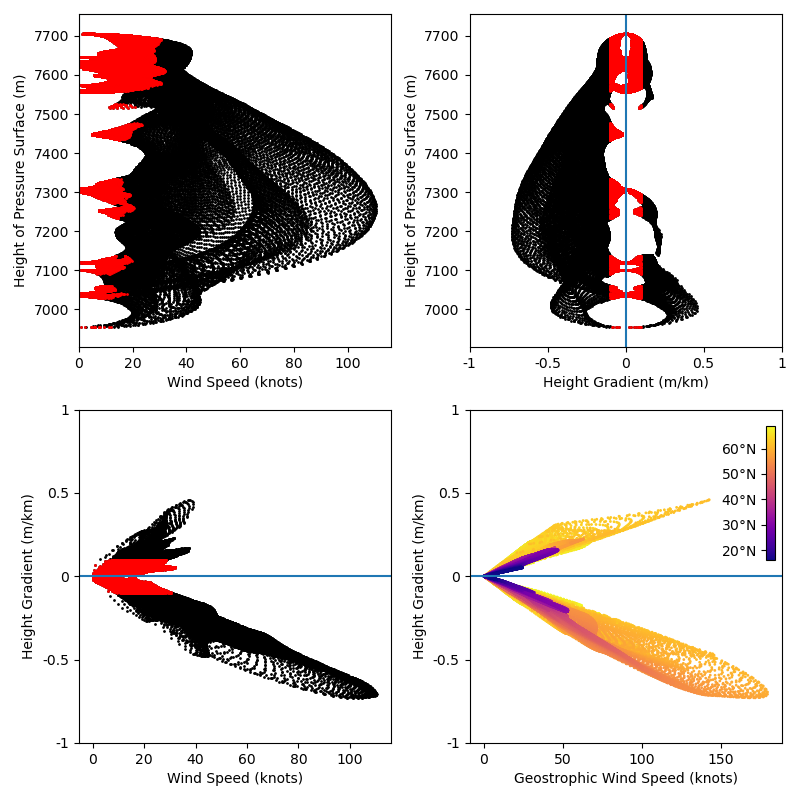 7700
7600
7500
7400
7300
7200
7100
7000
Height of Pressure Surface (m)
0 20 40 60 80 100
Wind Speed (knots)
7700
7600
7500
7400
7300
7200
7100
7000
Height of Pressure Surface (m)
-1 -0.5 0 0.5 1
Height Gradient (m/km)
1
0.5
0
-0.5
-1
Height Gradient (m/km)
0 20 40 60 80 100
Wind Speed (knots)
1
0.5
0
-0.5
-1
Height Gradient (m/km)
60°N
50°N
40°N
30°N
20°N
0 50 100 150
Geostrophic Wind Speed (knots)